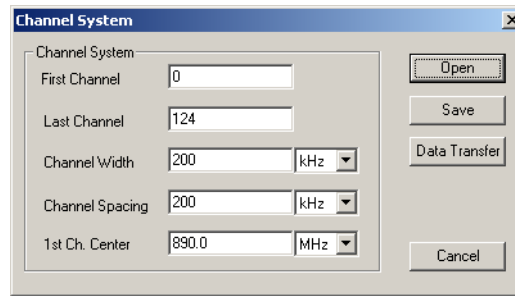 Channel System
Channel System
First Channel 0
Last Channel 124
Channel Width 200 kHz
Channel Spacing 200 kHz
1st Ch. Center 890.0 MHz
Open
Save
Data Transfer
Cancel